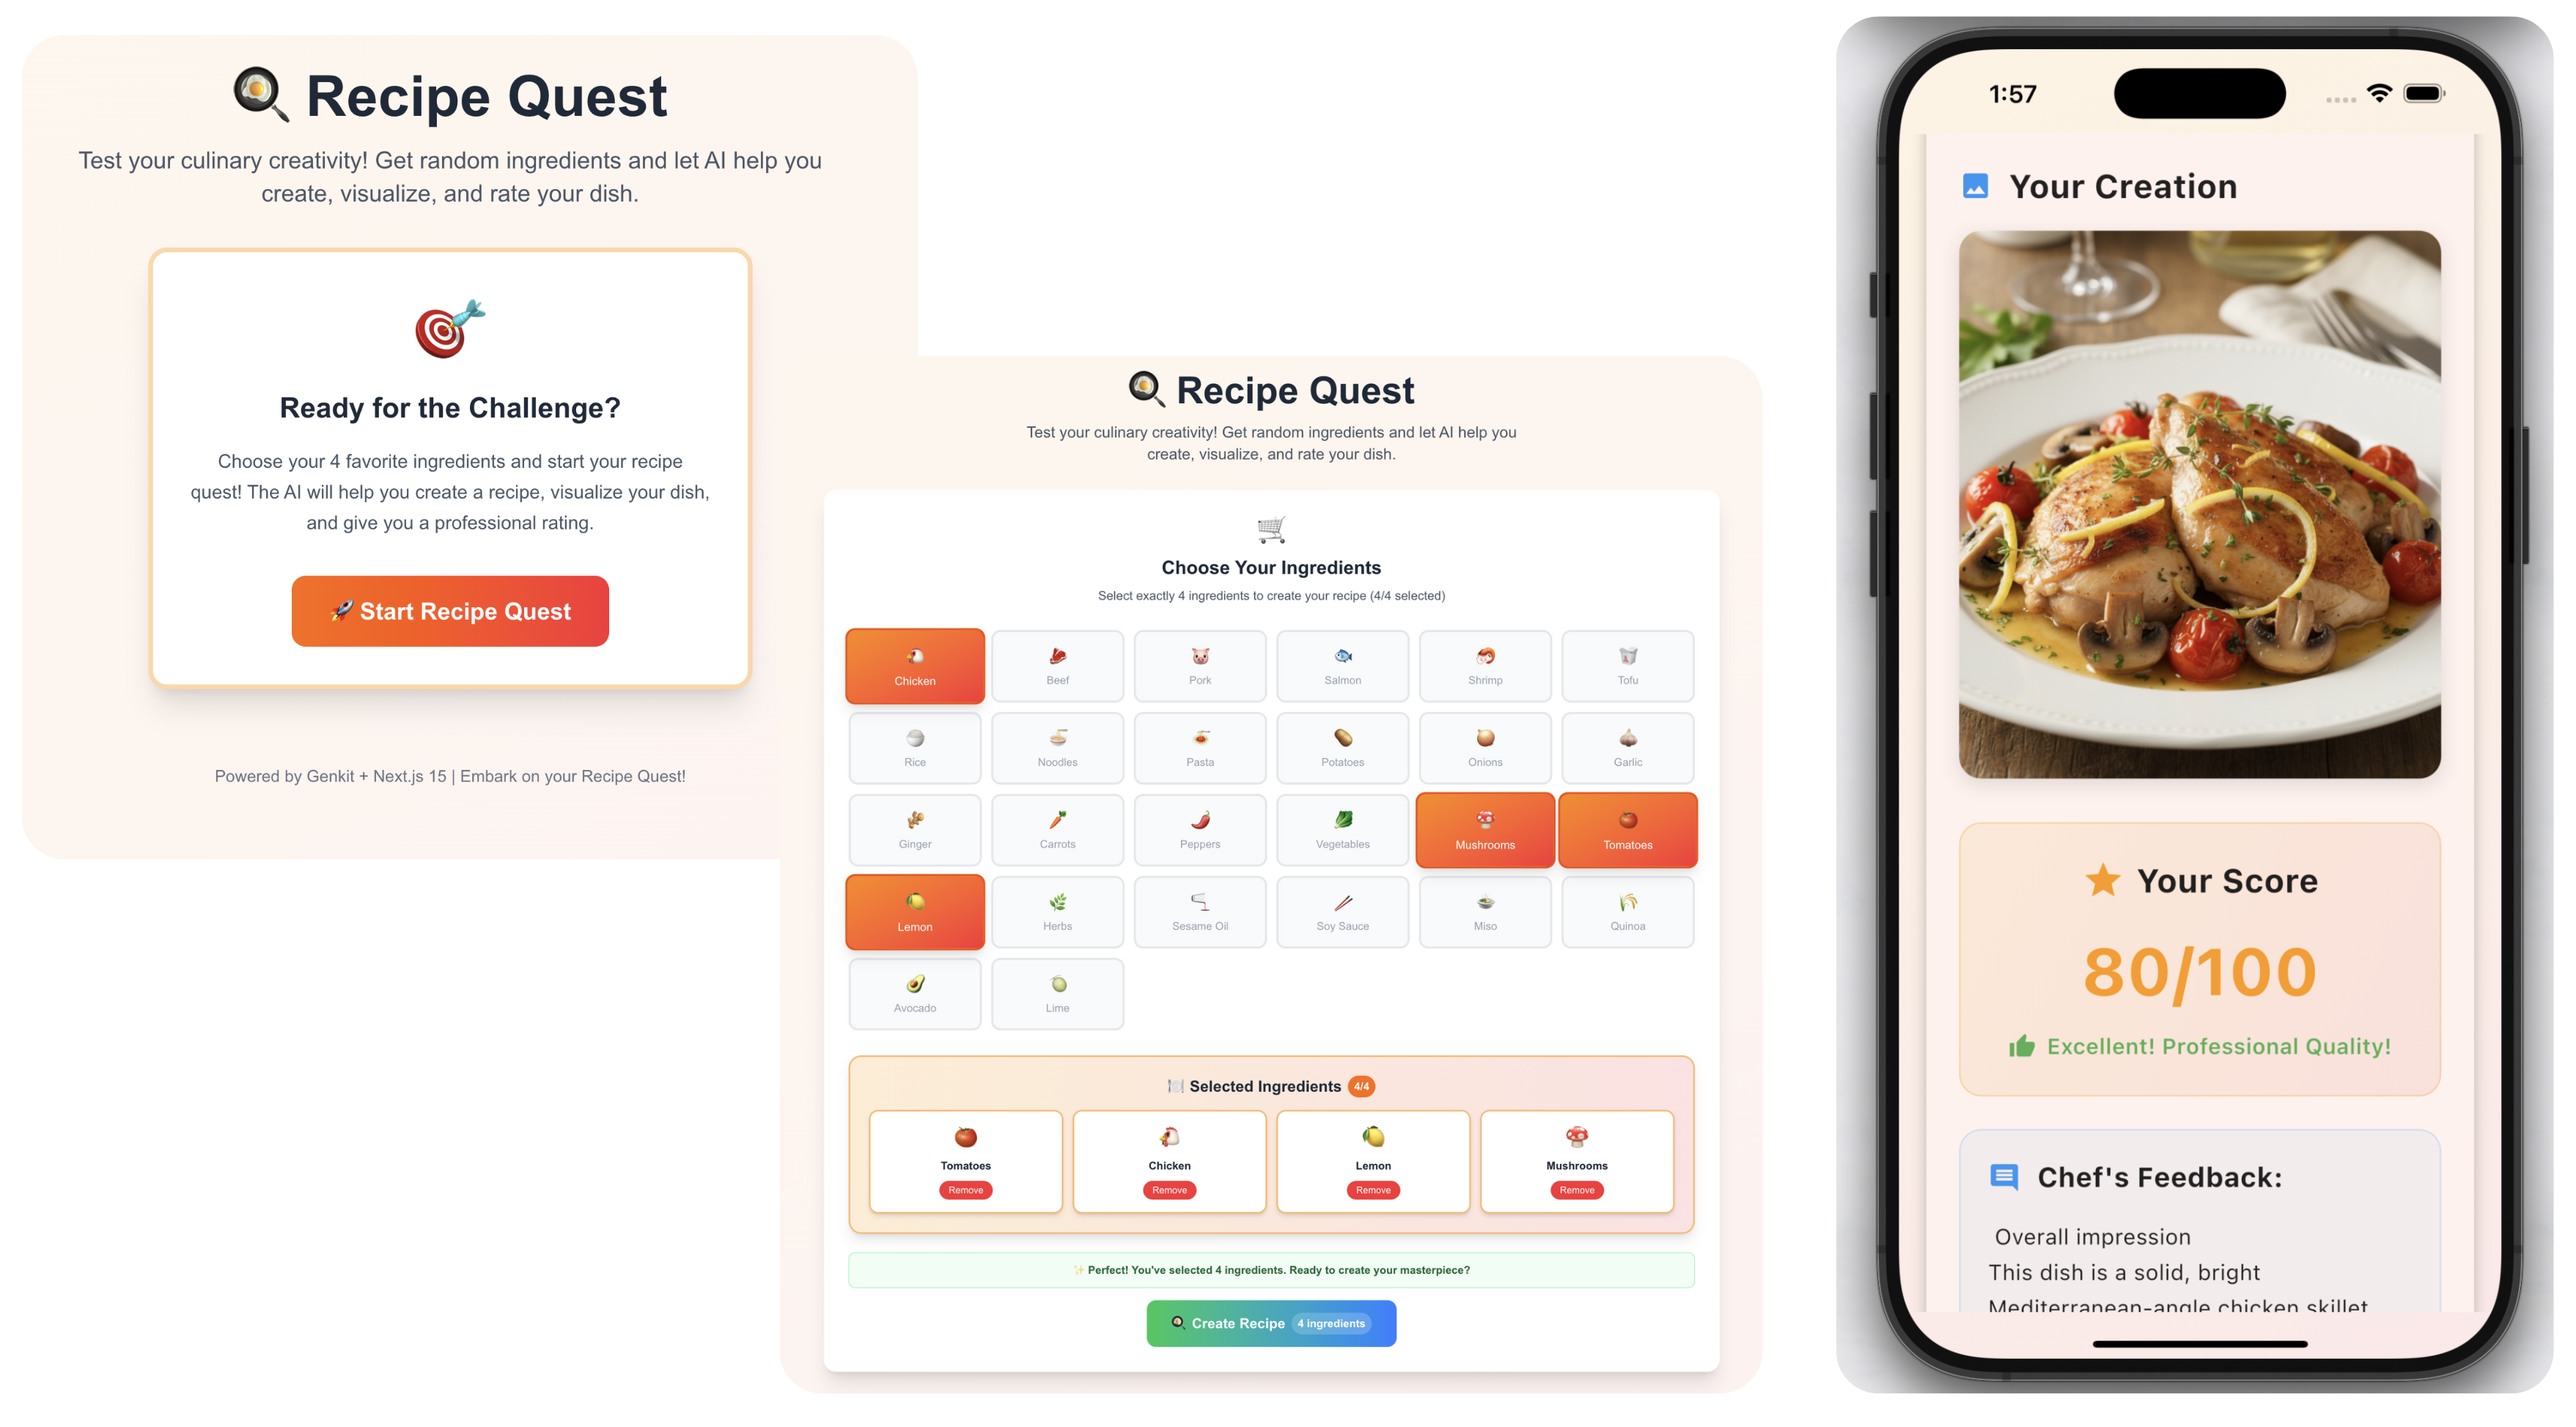 Recipe Quest
Test your culinary creativity! Get random ingredients and let AI help you
create, visualize, and rate your dish.
Ready for the Challenge?
Choose your 4 favorite ingredients and start your recipe
quest! The AI will help you create a recipe, visualize your dish,
and give you a professional rating.
Start Recipe Quest
Powered by Genkit + Next.js 15 | Embark on your Recipe Quest!
Recipe Quest
Test your culinary creativity! Get random ingredients and let AI help you
create, visualize, and rate your dish.
Choose Your Ingredients
Select exactly 4 ingredients to create your recipe (4/4 selected)
Chicken Beef Pork Salmon Shrimp Tofu
Rice Noodles Pasta Potatoes Onions Garlic
Ginger Carrots Peppers Vegetables Mushrooms Tomatoes
Lemon Herbs Sesame Oil Soy Sauce Miso Quinoa
Avocado Lime
Selected Ingredients 4/4
Tomatoes Chicken Lemon Mushrooms
Remove Remove Remove Remove
Perfect! You've selected 4 ingredients. Ready to create your masterpiece?
Create Recipe 4 ingredients
1:57
Your Creation
Your Score
80/100
Excellent! Professional Quality!
Chef's Feedback:
Overall impression
This dish is a solid, bright
Mediterranean-angle chicken skillet